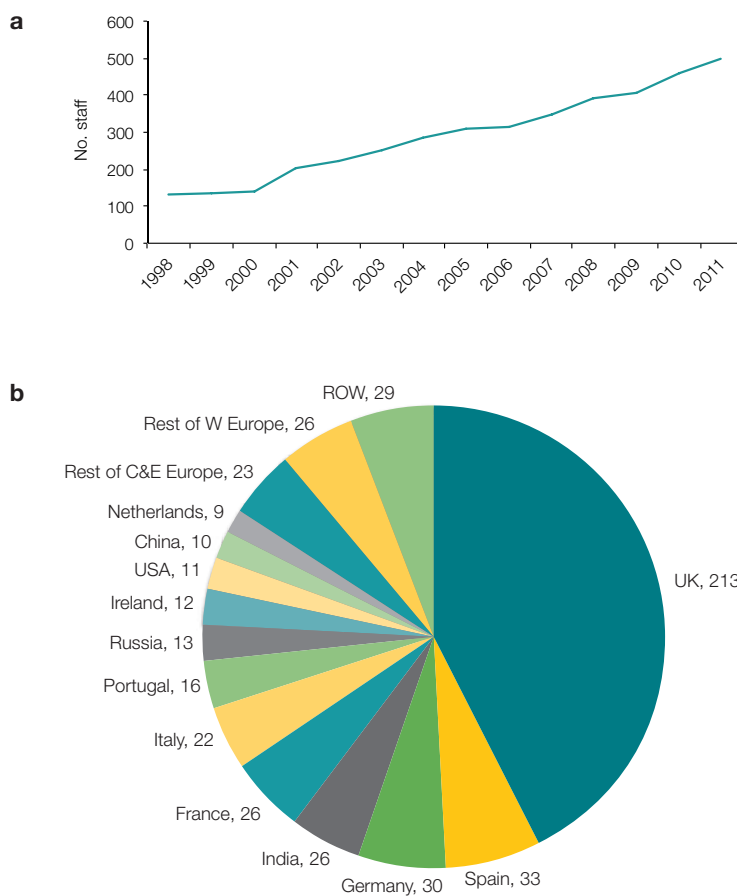 a
No. staff
600
500
400
300
200
100
0
1998
1999
2000
2001
2002
2003
2004
2005
2006
2007
2008
2009
2010
2011
b
ROW, 29
Rest of W Europe, 26
Rest of C&E Europe, 23
Netherlands, 9
China, 10
USA, 11
Ireland, 12
Russia, 13
Portugal, 16
Italy, 22
France, 26
India, 26
Germany, 30
Spain, 33
UK, 213